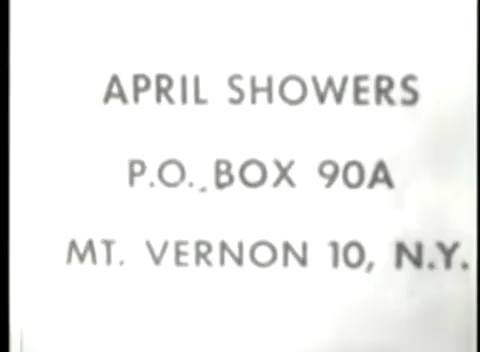 APRIL SHOWERS
P.O. BOX 90A
MT. VERNON 10, N.Y.